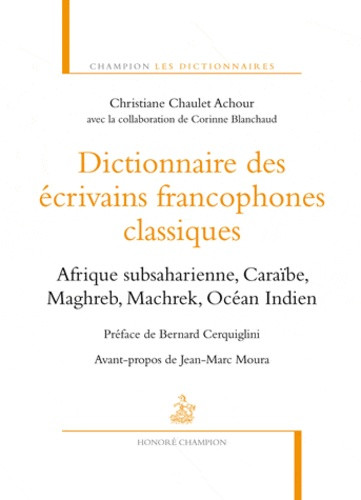 CHAMPION LES DICTIONNAIRES
Christiane Chaulet Achour
avec la collaboration de Corinne Blanchaud
Dictionnaire des
écrivains francophones
classiques
Afrique subsaharienne, Caraïbe,
Maghreb, Machrek, Océan Indien
Préface de Bernard Cerquiglini
Avant-propos de Jean-Marc Moura
HONORÉ CHAMPION